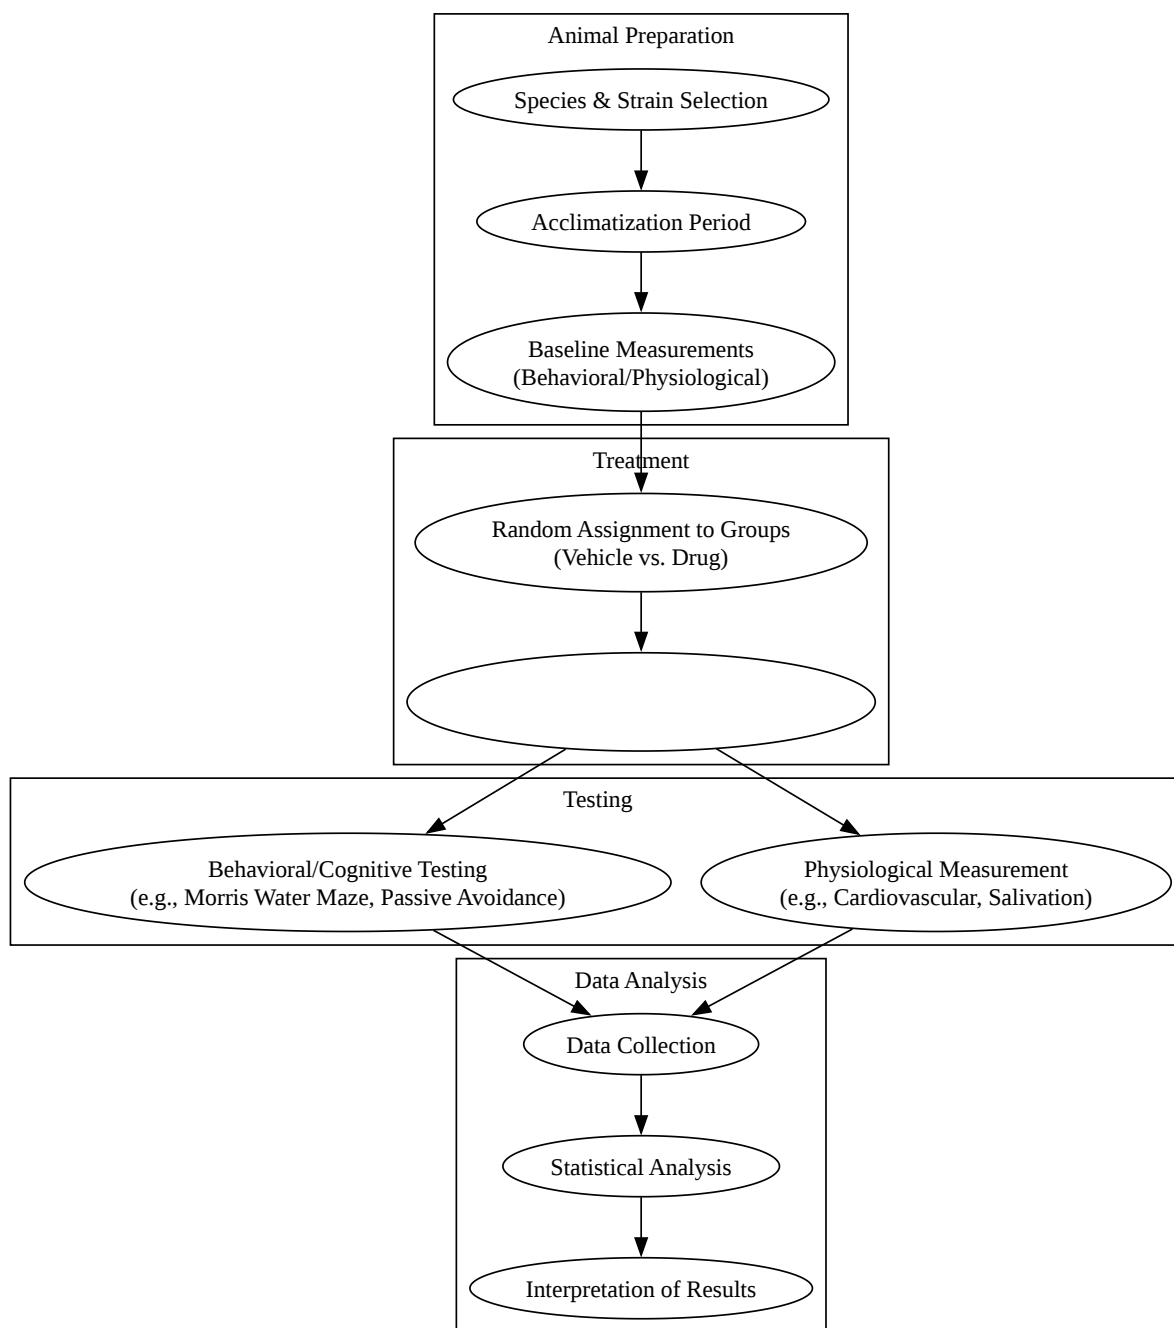 Animal Preparation
Species & Strain Selection
Acclimatization Period
Baseline Measurements
(Behavioral/Physiological)
Treatment
Random Assignment to Groups
(Vehicle vs. Drug)
Testing
Behavioral/Cognitive Testing
(e.g., Morris Water Maze, Passive Avoidance)
Physiological Measurement
(e.g., Cardiovascular, Salivation)
Data Analysis
Data Collection
Statistical Analysis
Interpretation of Results